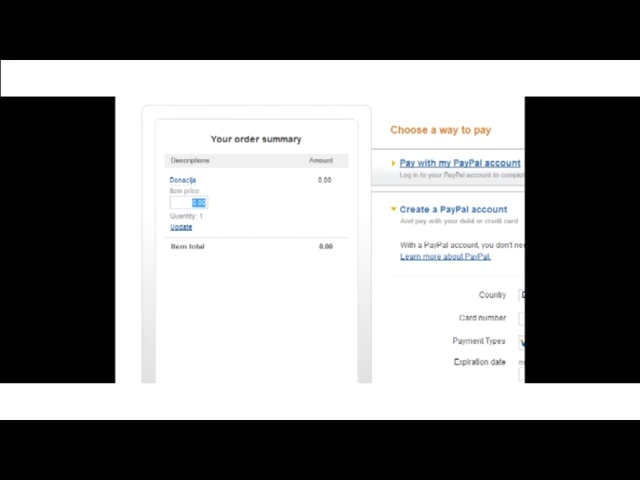 Your order summary
Descriptions Amount
Donacija 0.00
Item price:
0.00
Quantity: 1
Update
Item total 0.00
Choose a way to pay
Pay with my PayPal account
Log in to your PayPal account to complet
Create a PayPal account
And pay with your debit or credit card
With a PayPal account, you don't ne
Learn more about PayPal.
Country
Card number
Payment Types
Expiration date